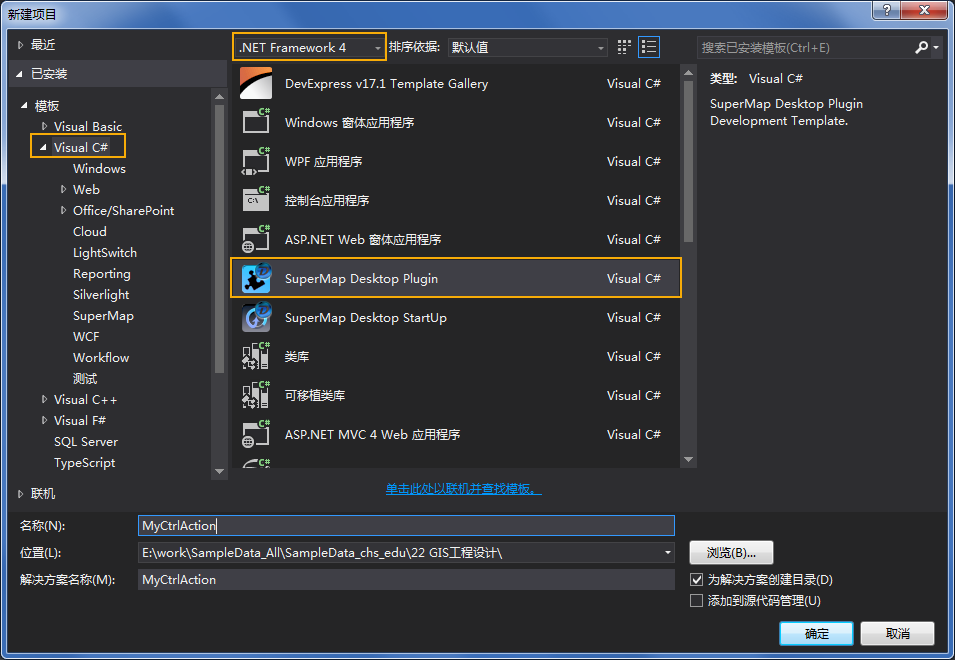 新建项目
?
最近
.NET Framework 4
排序依据:
默认值
搜索已安装模板(Ctrl+E)
已安装
模板
Visual Basic
Visual C#
Windows
Web
Office/SharePoint
Cloud
LightSwitch
Reporting
Silverlight
SuperMap
WCF
Workflow
测试
Visual C++
Visual F#
SQL Server
TypeScript
联机
DevExpress v17.1 Template Gallery Visual C#
C# Windows 窗体应用程序 Visual C#
C# WPF 应用程序 Visual C#
C# C:\ 控制台应用程序 Visual C#
C# ASP.NET Web 窗体应用程序 Visual C#
SuperMap Desktop Plugin Visual C#
SuperMap Desktop StartUp Visual C#
C# 类库 Visual C#
C# 可移植类库 Visual C#
C# ASP.NET MVC 4 Web 应用程序 Visual C#
C#
单击此处以联机并查找模板。
类型: Visual C#
SuperMap Desktop Plugin
Development Template.
名称(N): MyCtrlAction
位置(L): E:\work\SampleData_All\SampleData_chs_edu\22 GIS工程设计\
浏览(B)...
解决方案名称(M): MyCtrlAction
为解决方案创建目录(D)
添加到源代码管理(U)
确定
取消